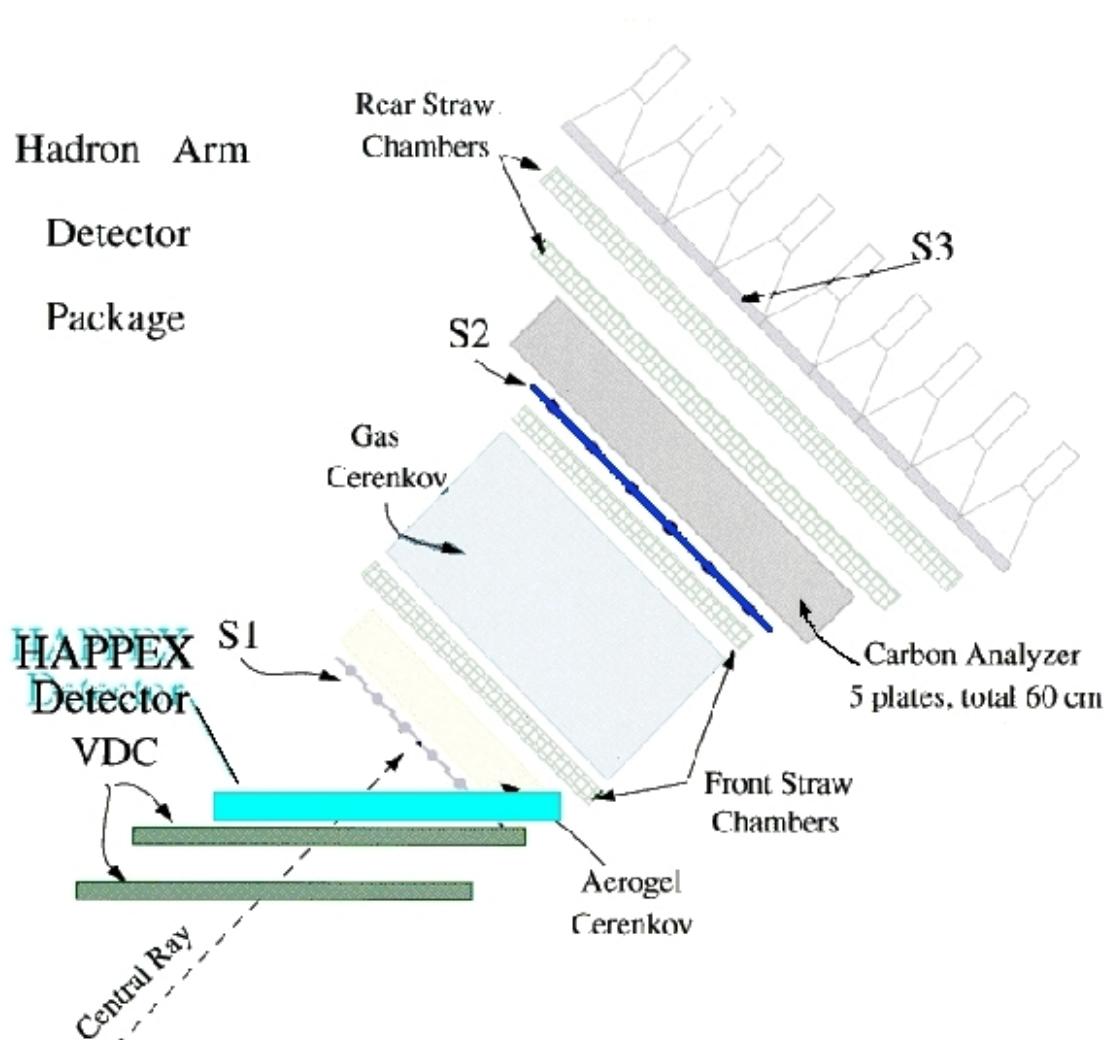 Hadron Arm
Detector
Package
Rear Straw
Chambers
S3
S2
Gas
Cerenkov
S1
HAPPEX
Detector
VDC
Carbon Analyzer
5 plates, total 60 cm
Front Straw
Chambers
Aerogel
Cerenkov
Central Ray